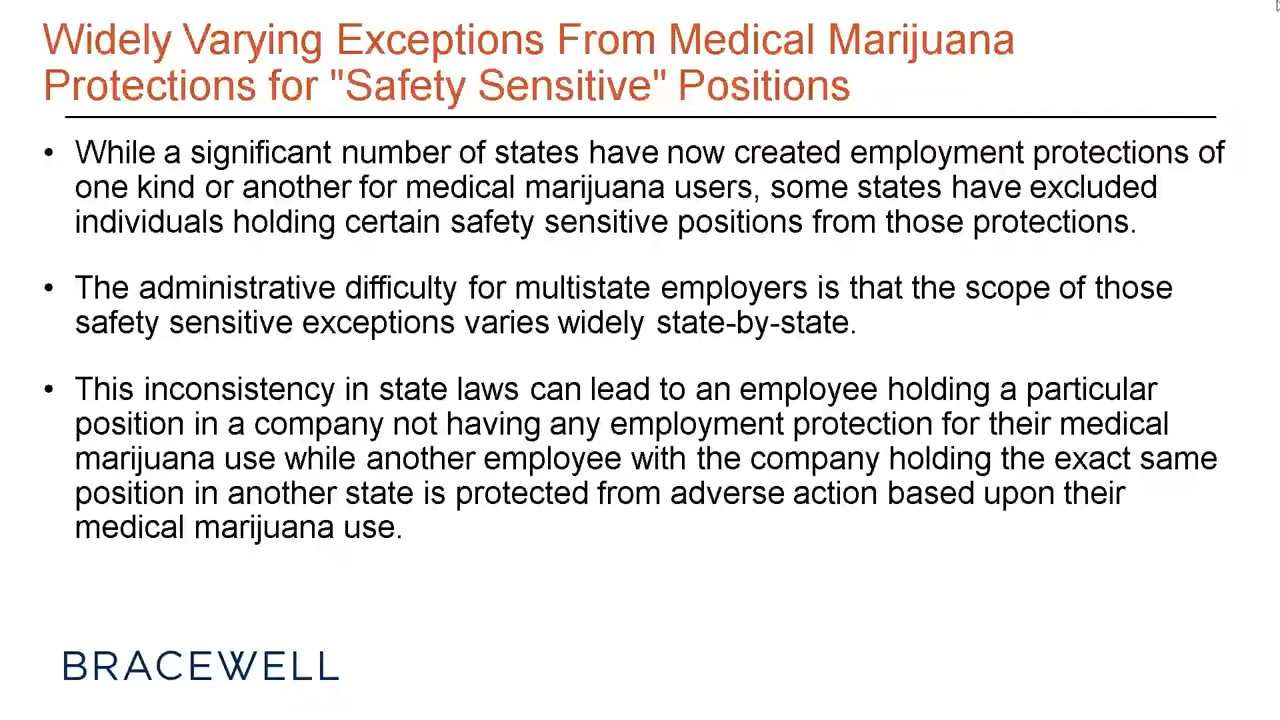 Widely Varying Exceptions From Medical Marijuana
Protections for "Safety Sensitive" Positions
• While a significant number of states have now created employment protections of
one kind or another for medical marijuana users, some states have excluded
individuals holding certain safety sensitive positions from those protections.
• The administrative difficulty for multistate employers is that the scope of those
safety sensitive exceptions varies widely state-by-state.
• This inconsistency in state laws can lead to an employee holding a particular
position in a company not having any employment protection for their medical
marijuana use while another employee with the company holding the exact same
position in another state is protected from adverse action based upon their
medical marijuana use.
BRACEWELL